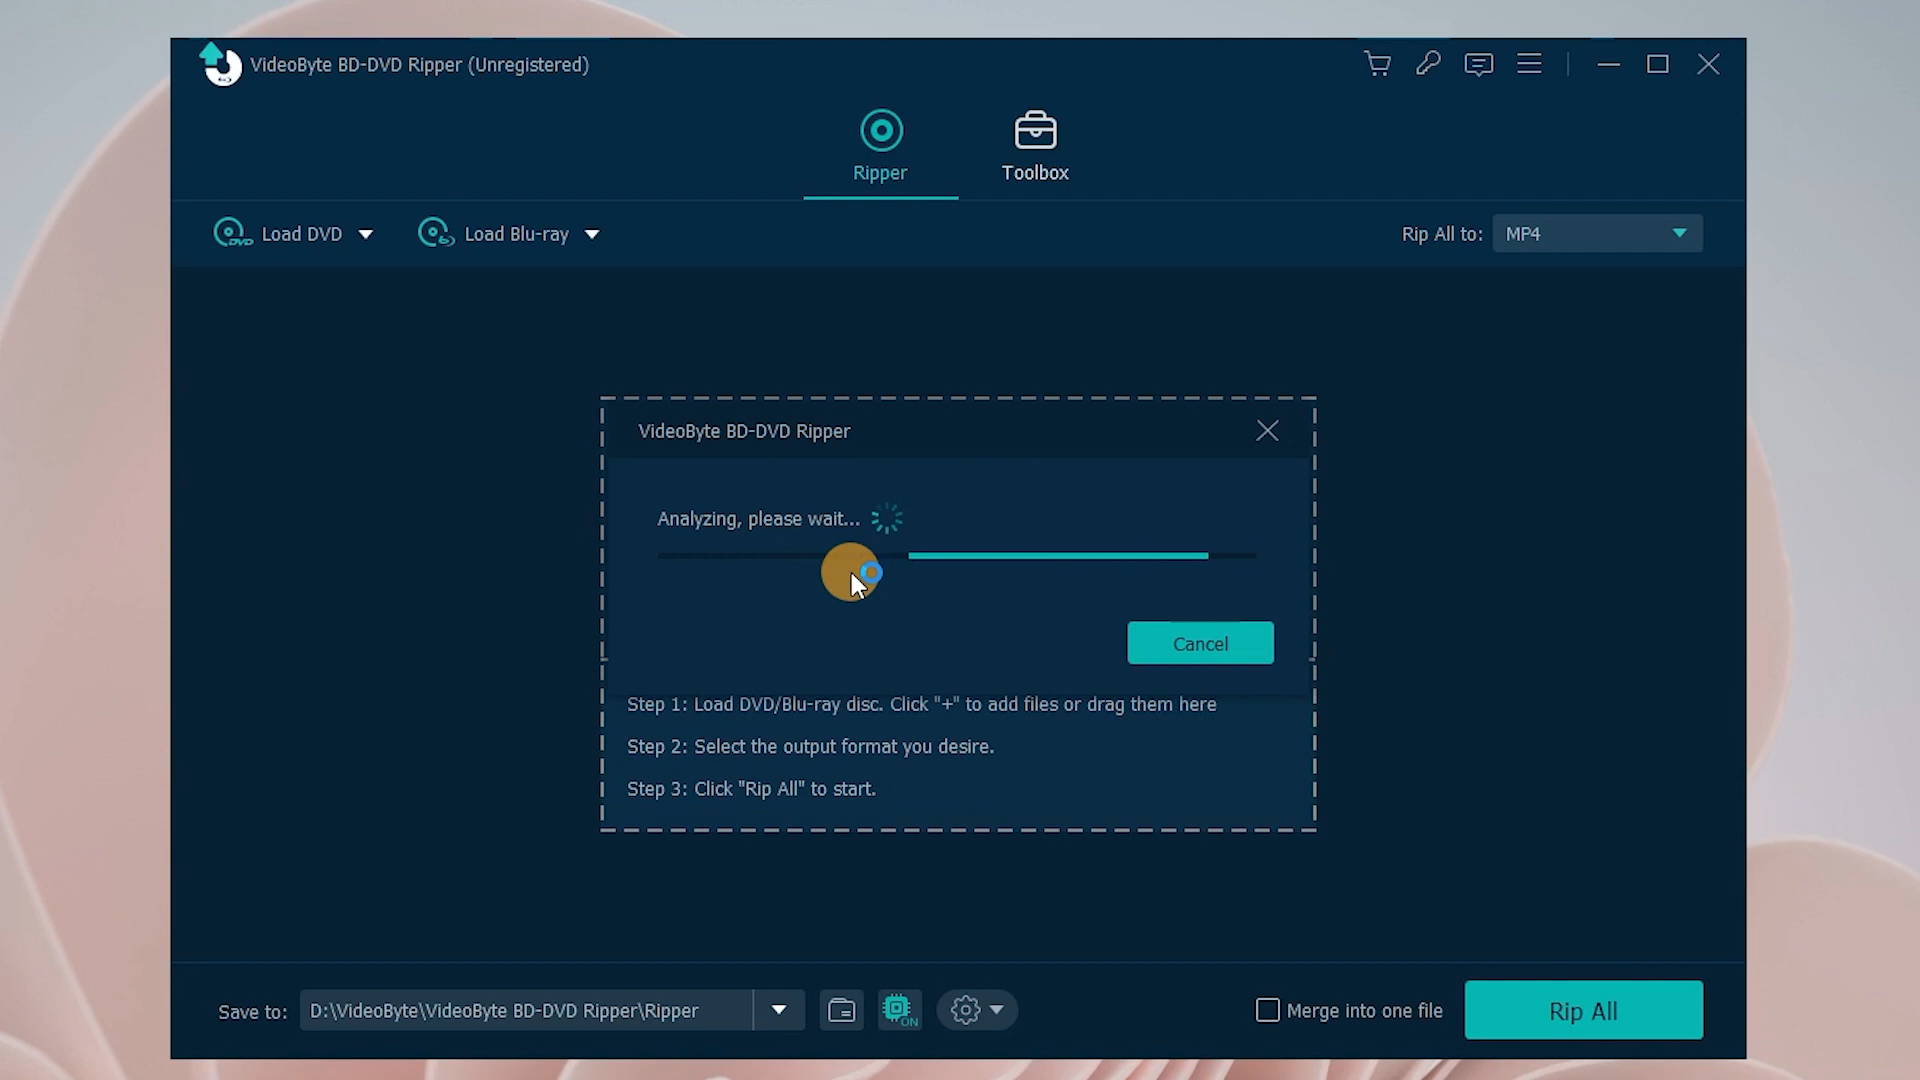 VideoByte BD-DVD Ripper (Unregistered)
Ripper
Toolbox
Load DVD
Load Blu-ray
Rip All to:
MP4
VideoByte BD-DVD Ripper
Analyzing, please wait...
Cancel
Step 1: Load DVD/Blu-ray disc. Click "+" to add files or drag them here
Step 2: Select the output format you desire.
Step 3: Click "Rip All" to start.
Save to:
D:\VideoByte\VideoByte BD-DVD Ripper\Ripper
ON
Merge into one file
Rip All